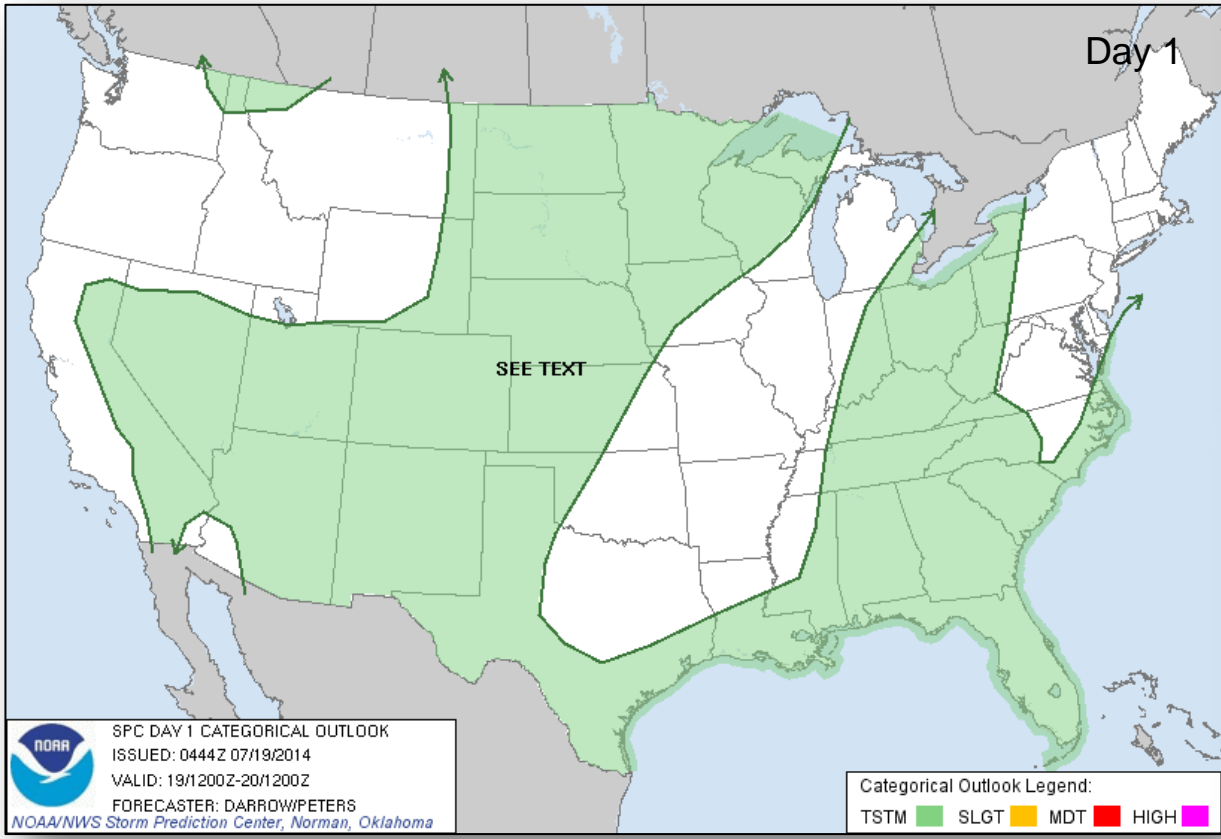 Day 1
SEE TEXT
NOAA
SPC DAY 1 CATEGORICAL OUTLOOK
ISSUED: 0444Z 07/19/2014
VALID: 19/1200Z-20/1200Z
FORECASTER: DARROW/PETERS
NOAA/NWS Storm Prediction Center, Norman, Oklahoma
Categorical Outlook Legend:
TSTM SLGT MDT HIGH